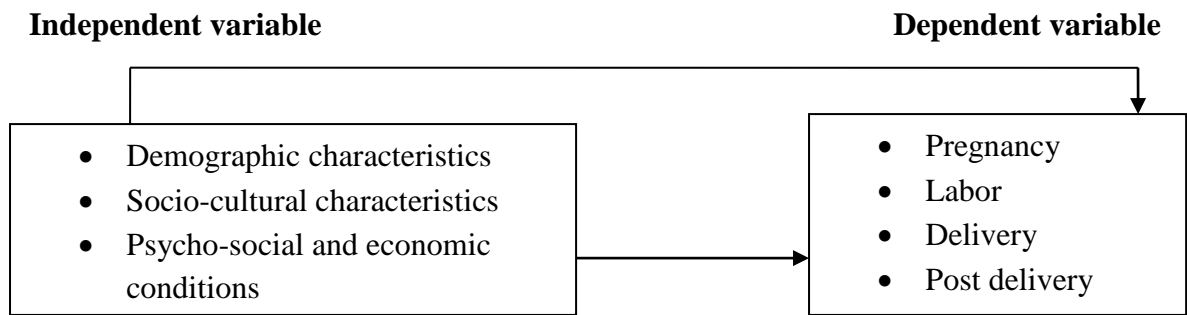 Independent variable
Dependent variable
• Demographic characteristics
• Socio-cultural characteristics
• Psycho-social and economic
conditions
• Pregnancy
• Labor
• Delivery
• Post delivery